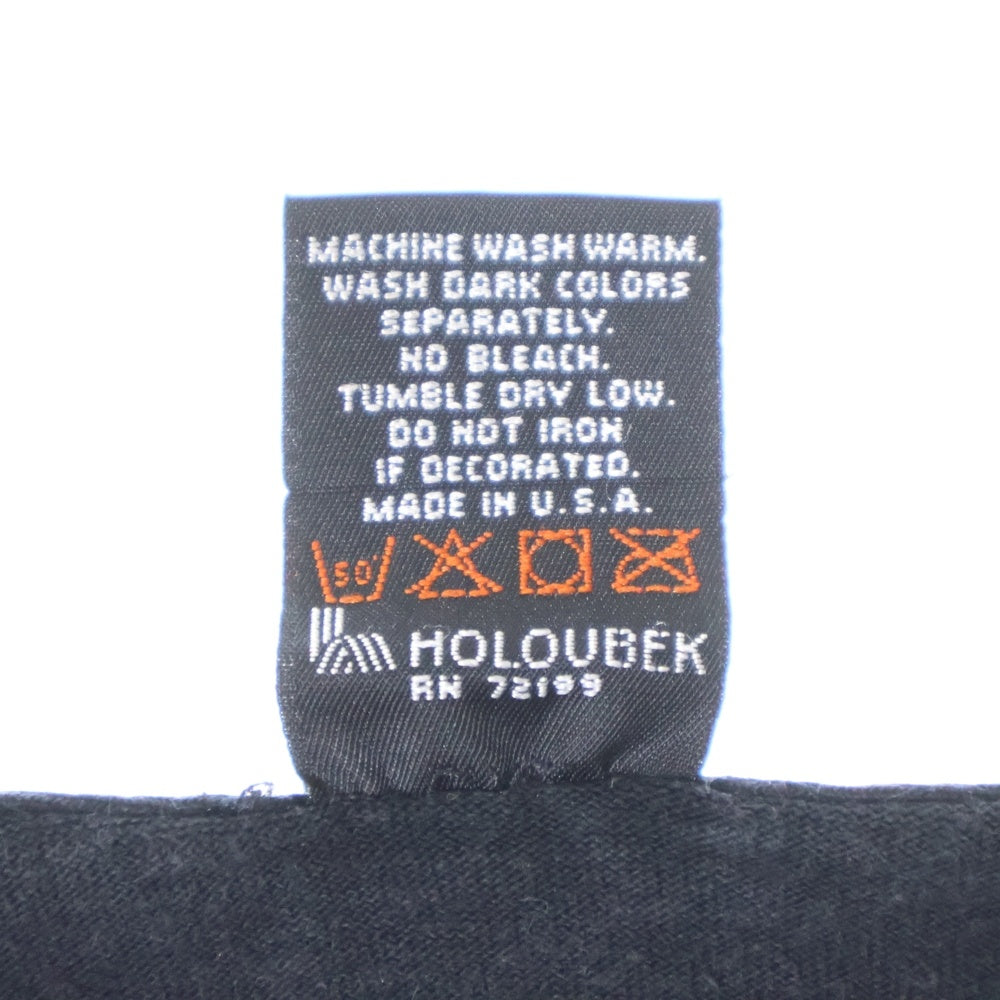 MACHINE WASH WARM.
WASH DARK COLORS
SEPARATELY.
NO BLEACH.
TUMBLE DRY LOW.
DO NOT IRON
IF DECORATED.
MADE IN U.S.A.
50°
HOLOUBEK
RN 72199